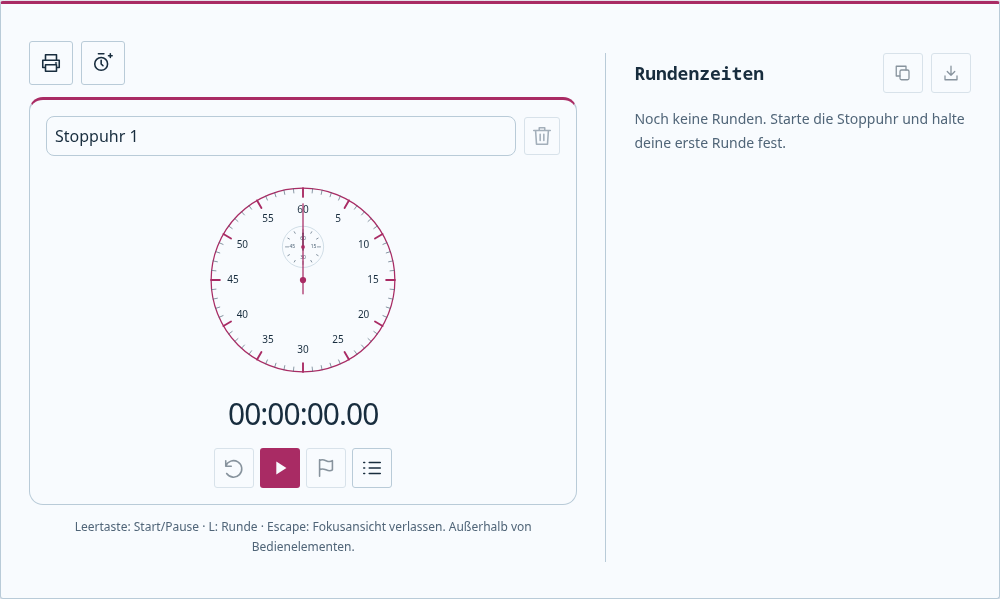 Stoppuhr 1
60
55
5
50
10
45
15
45
15
40
20
35
25
30
00:00:00.00
Leertaste: Start/Pause · L: Runde · Escape: Fokusansicht verlassen. Außerhalb von
Bedienelementen.
Rundenzeiten
Noch keine Runden. Starte die Stoppuhr und halte
deine erste Runde fest.